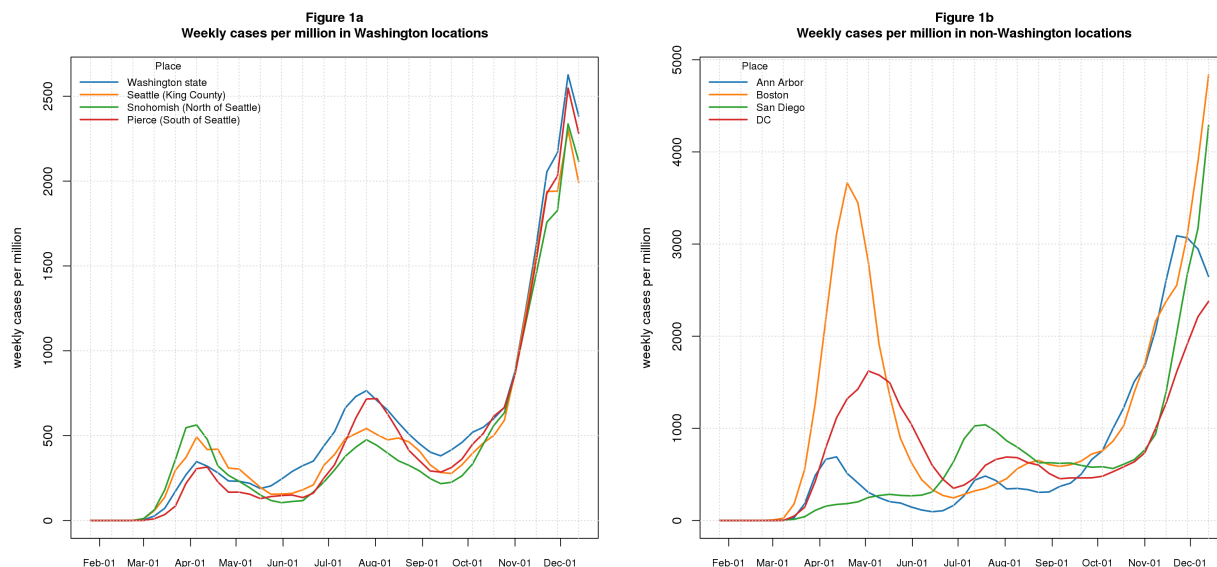 Figure 1a
Weekly cases per million in Washington locations
Place
Washington state
Seattle (King County)
Snohomish (North of Seattle)
Pierce (South of Seattle)
weekly cases per million
2500
2000
1500
1000
500
0
Feb-01 Mar-01 Apr-01 May-01 Jun-01 Jul-01 Aug-01 Sep-01 Oct-01 Nov-01 Dec-01
Figure 1b
Weekly cases per million in non-Washington locations
Place
Ann Arbor
Boston
San Diego
DC
weekly cases per million
5000
4000
3000
2000
1000
0
Feb-01 Mar-01 Apr-01 May-01 Jun-01 Jul-01 Aug-01 Sep-01 Oct-01 Nov-01 Dec-01